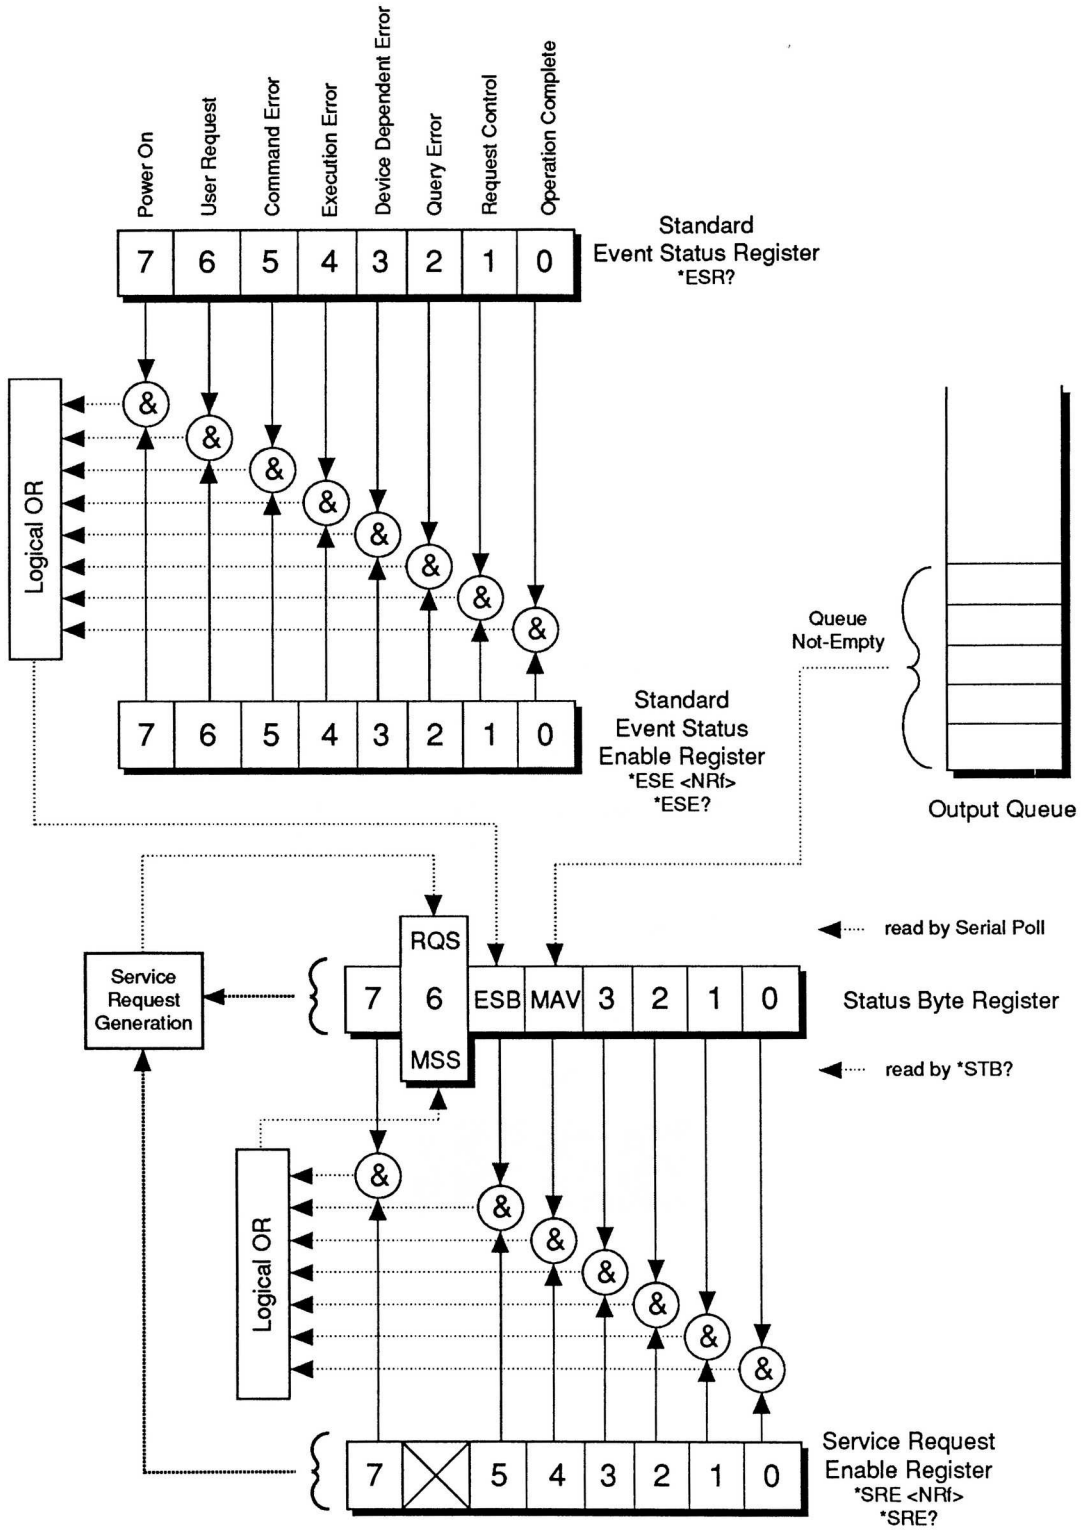 Power On
User Request
Command Error
Execution Error
Device Dependent Error
Query Error
Request Control
Operation Complete
7 6 5 4 3 2 1 0
Standard
Event Status Register
*ESR?
& & & & & & & &
Logical OR
Queue
Not-Empty
7 6 5 4 3 2 1 0
Standard
Event Status
Enable Register
*ESE <NRf>
*ESE?
Output Queue
RQS
read by Serial Poll
Service
Request
Generation
7 6 ESB MAV 3 2 1 0
Status Byte Register
MSS
read by *STB?
& & & & & & &
Logical OR
7 5 4 3 2 1 0
Service Request
Enable Register
*SRE <NRf>
*SRE?